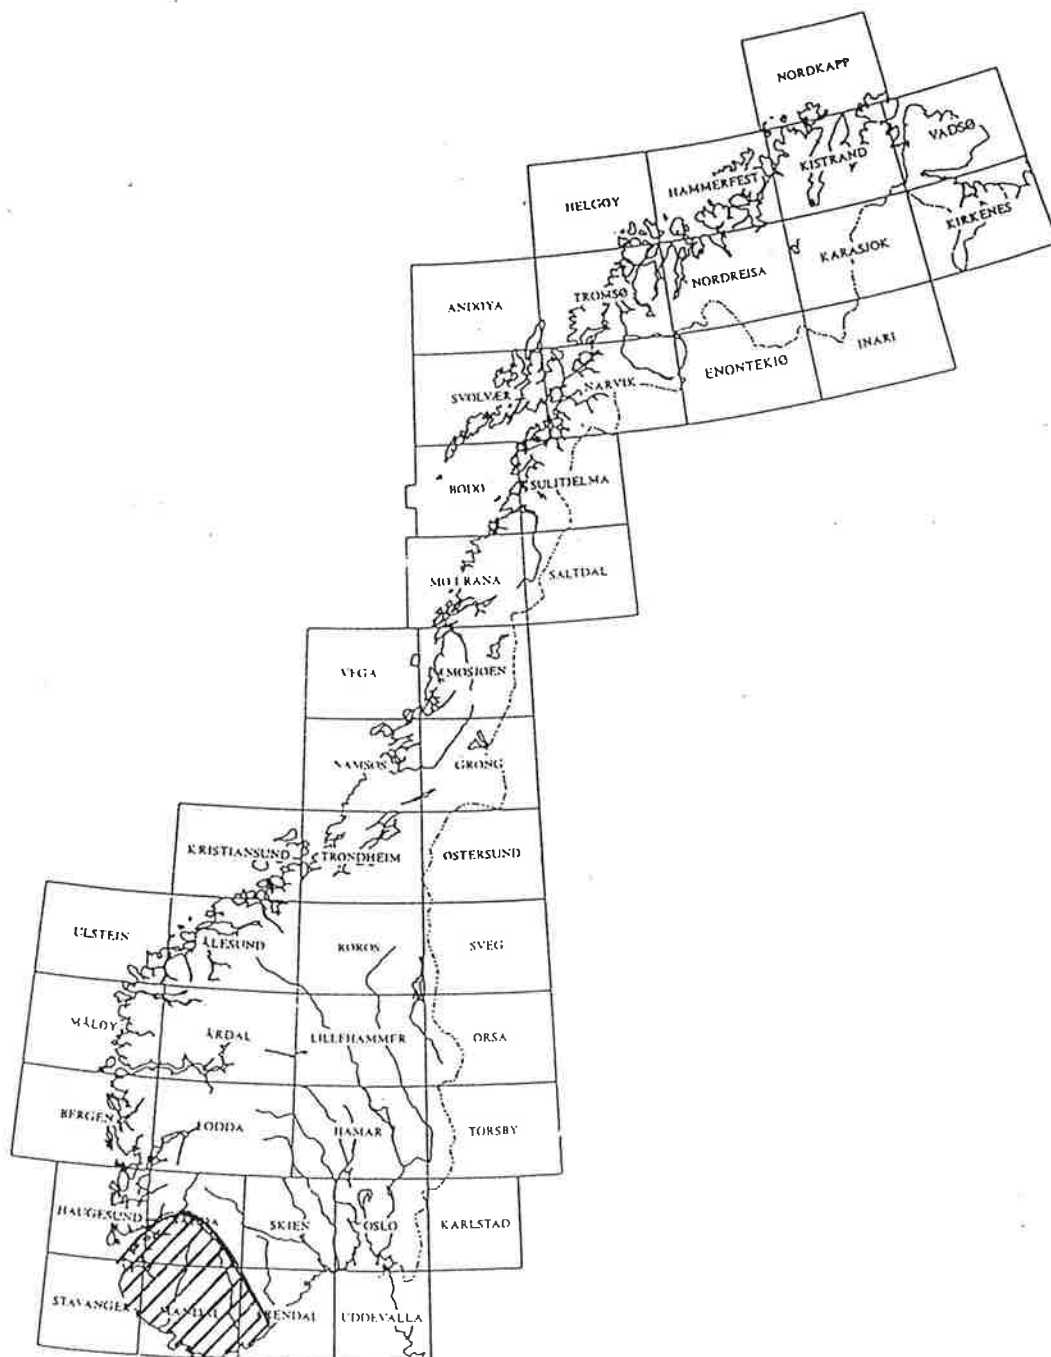 NORDKAPP
VADSØ
KISTRAND
HAMMERFEST
HELGØY
KIRKENES
KARASJOK
NORDREISA
TROMSØ
ANDØYA
INARI
ENONTEKIØ
NARVIK
SVOLVÆR
BODØ
SULITJELMA
SALTDAL
MO I RANA
VEGA
MOSJØEN
NAMSOS
GRONG
KRISTIANSUND
TRONDHEIM
ØSTERSUND
ULSTEIN
ÅLESUND
RØROS
SVEG
MÅLØY
ÅRDAL
LILLEHAMMER
ORSA
BERGEN
ODDA
HAMAR
TORSBY
HAUGESUND
SKIEN
OSLO
KARLSTAD
STAVANGER
MANDAL
ARENDAL
UDDEVALLA